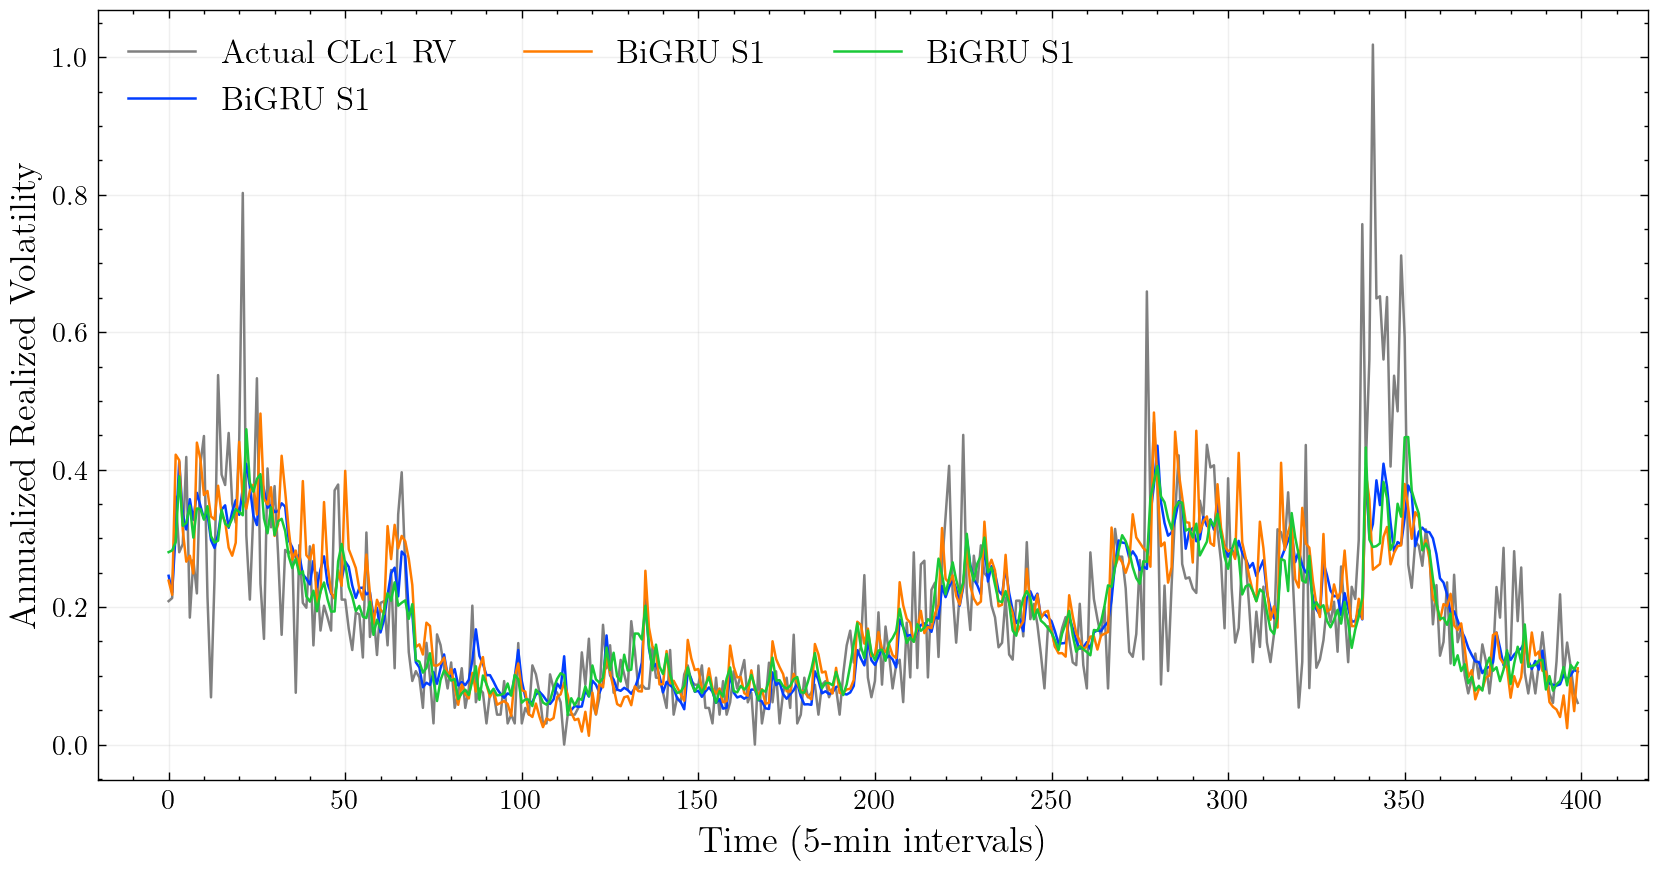 Actual CLc1 RV
BiGRU S1
BiGRU S1
BiGRU S1
Annualized Realized Volatility
1.0
0.8
0.6
0.4
0.2
0.0
0 50 100 150 200 250 300 350 400
Time (5-min intervals)